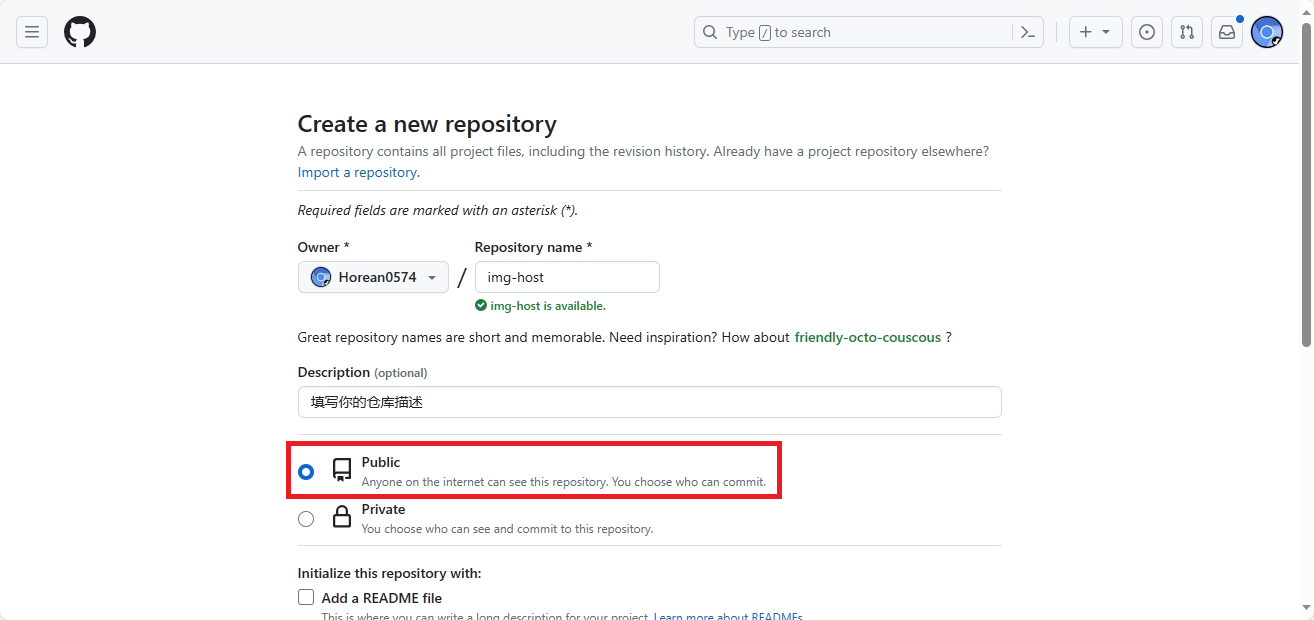 Type / to search
Create a new repository
A repository contains all project files, including the revision history. Already have a project repository elsewhere?
Import a repository.
Required fields are marked with an asterisk (*).
Owner * Repository name *
Horean0574 / img-host
img-host is available.
Great repository names are short and memorable. Need inspiration? How about friendly-octo-couscous ?
Description (optional)
填写你的仓库描述
Public
Anyone on the internet can see this repository. You choose who can commit.
Private
You choose who can see and commit to this repository.
Initialize this repository with:
Add a README file
This is where you can write a long description for your project. Learn more about READMEs.